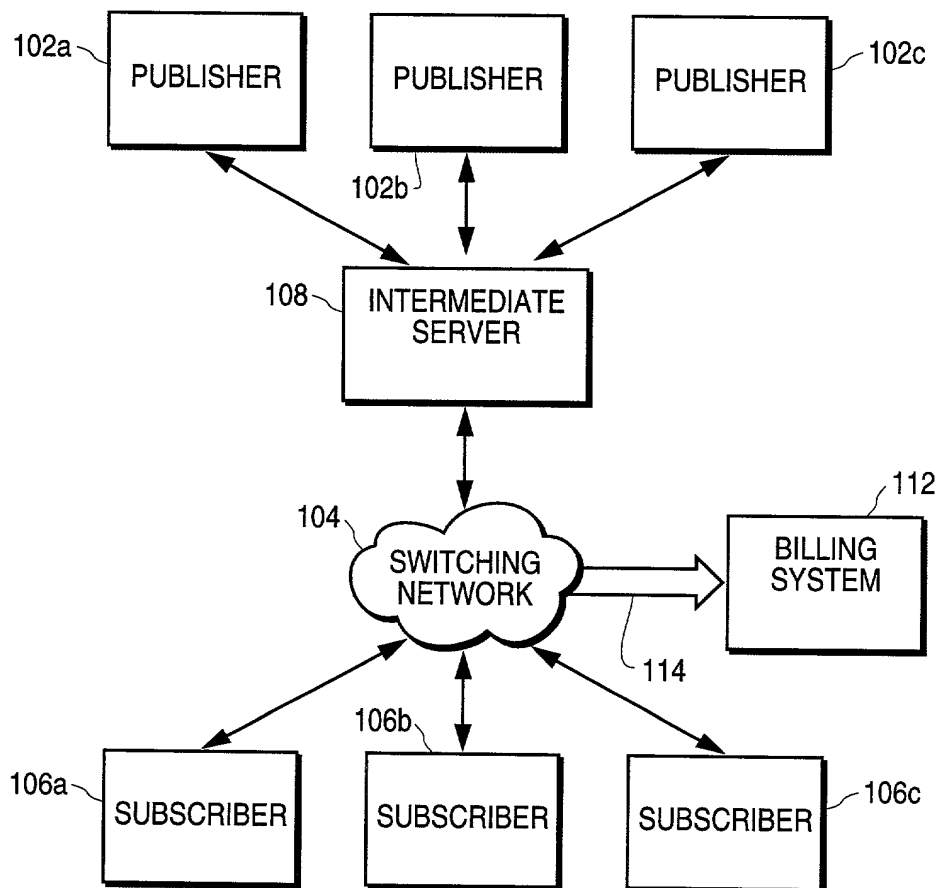 102a
PUBLISHER
PUBLISHER
102b
PUBLISHER
102c
108
INTERMEDIATE
SERVER
104
SWITCHING
NETWORK
112
BILLING
SYSTEM
114
106a
SUBSCRIBER
106b
SUBSCRIBER
SUBSCRIBER
106c